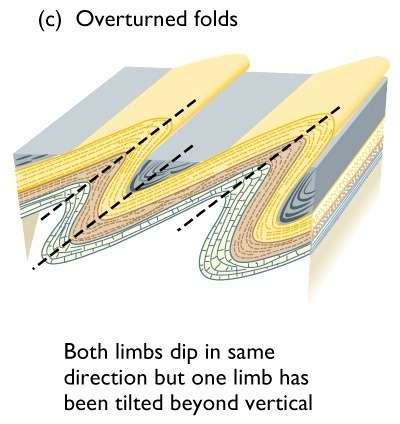 (c) Overturned folds
Both limbs dip in same
direction but one limb has
been tilted beyond vertical